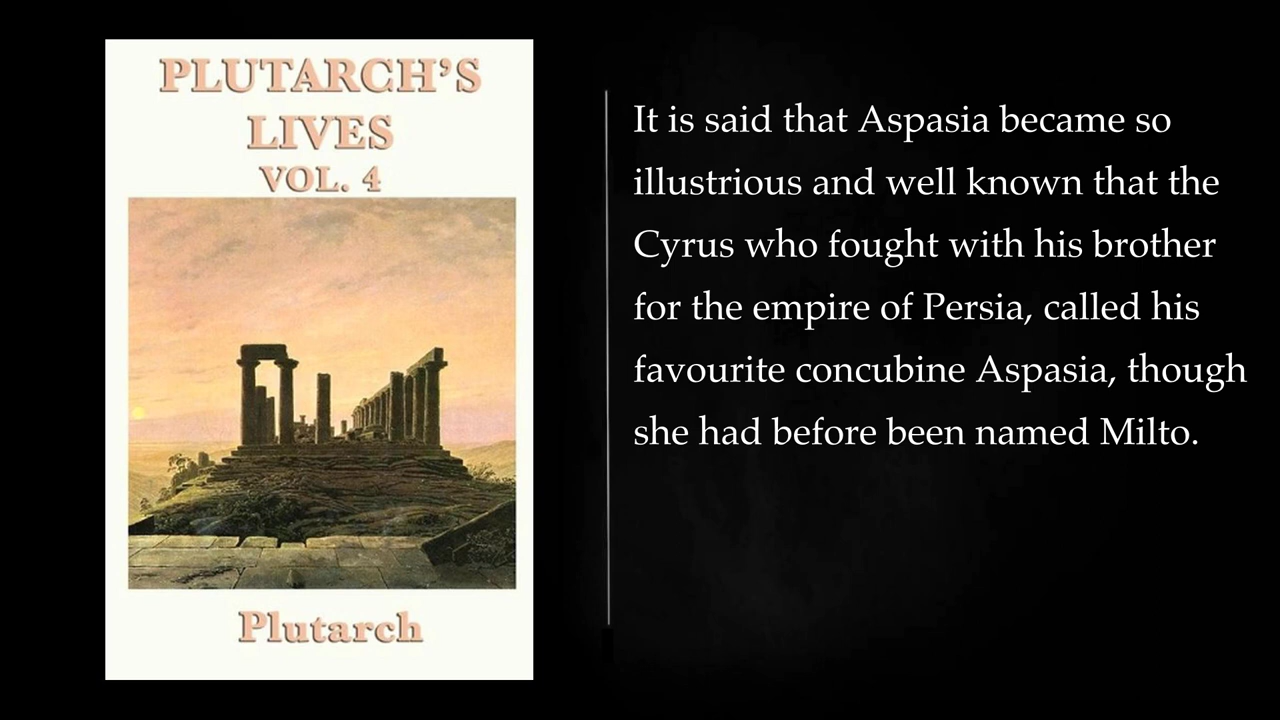 PLUTARCH'S
LIVES
VOL. 4
Plutarch
It is said that Aspasia became so
illustrious and well known that the
Cyrus who fought with his brother
for the empire of Persia, called his
favourite concubine Aspasia, though
she had before been named Milto.